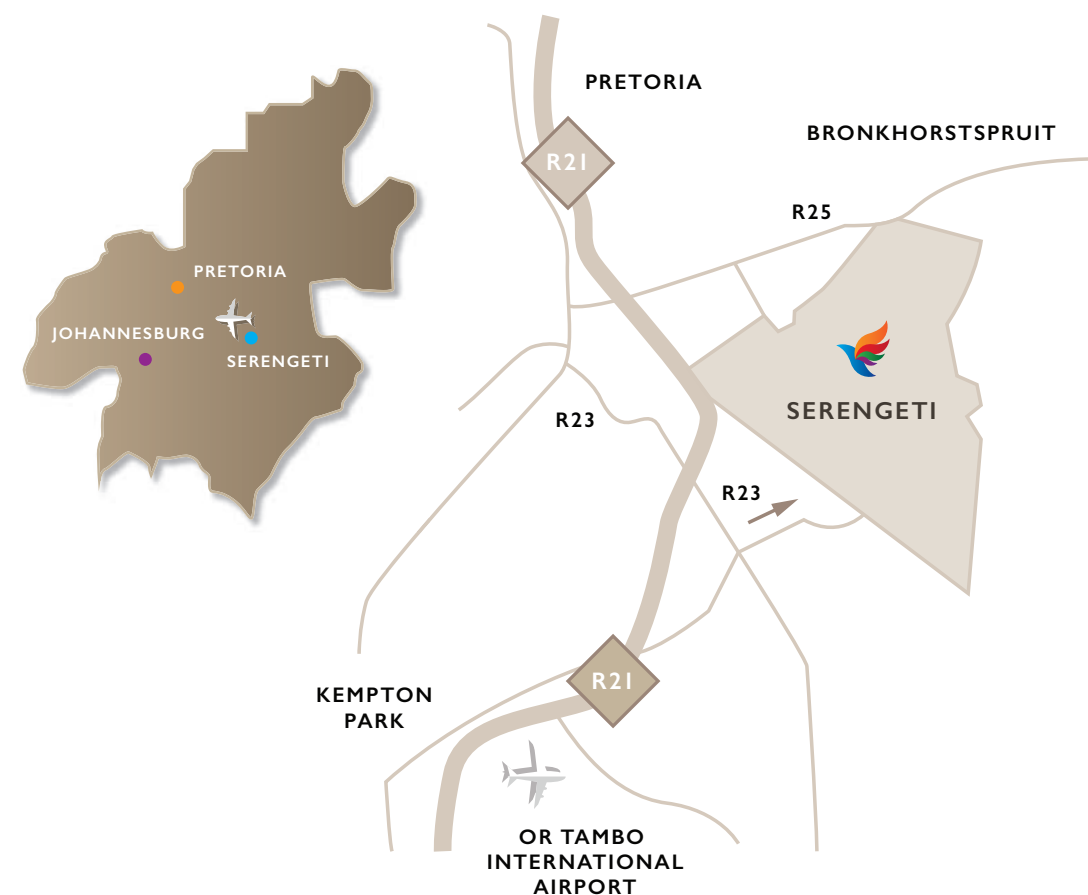 PRETORIA
JOHANNESBURG
SERENGETI
PRETORIA
BRONKHORSTSPRUIT
R21
R25
SERENGETI
R23
R23
R21
KEMPTON
PARK
OR TAMBO
INTERNATIONAL
AIRPORT